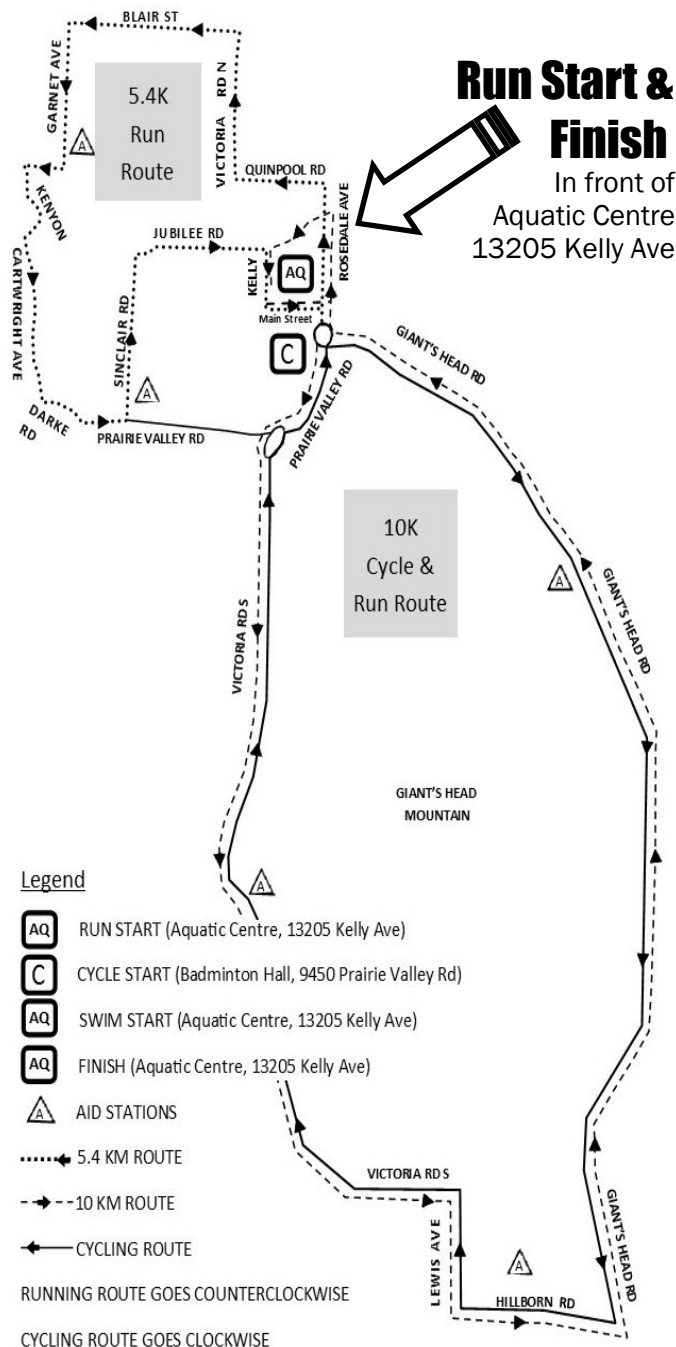 BLAIR ST
GARNET AVE
5.4K
Run
Route
VICTORIA RD N
Run Start &
Finish
In front of
Aquatic Centre
13205 Kelly Ave
A
QUINPOOL RD
KENYON
JUBILEE RD
ROSEDALE AVE
KELLY
AQ
CARTWRIGHT AVE
SINCLAIR RD
Main Street
C
GIANT'S HEAD RD
A
DARKE
RD
PRAIRIE VALLEY RD
PRAIRIE VALLEY RD
10K
Cycle &
Run Route
A
GIANT'S HEAD RD
VICTORIA RD S
GIANT'S HEAD
MOUNTAIN
A
Legend
AQ RUN START (Aquatic Centre, 13205 Kelly Ave)
C CYCLE START (Badminton Hall, 9450 Prairie Valley Rd)
AQ SWIM START (Aquatic Centre, 13205 Kelly Ave)
AQ FINISH (Aquatic Centre, 13205 Kelly Ave)
A AID STATIONS
5.4 KM ROUTE
10 KM ROUTE
CYCLING ROUTE
RUNNING ROUTE GOES COUNTERCLOCKWISE
CYCLING ROUTE GOES CLOCKWISE
VICTORIA RD S
LEWIS AVE
A
HILLBORN RD
GIANT'S HEAD RD